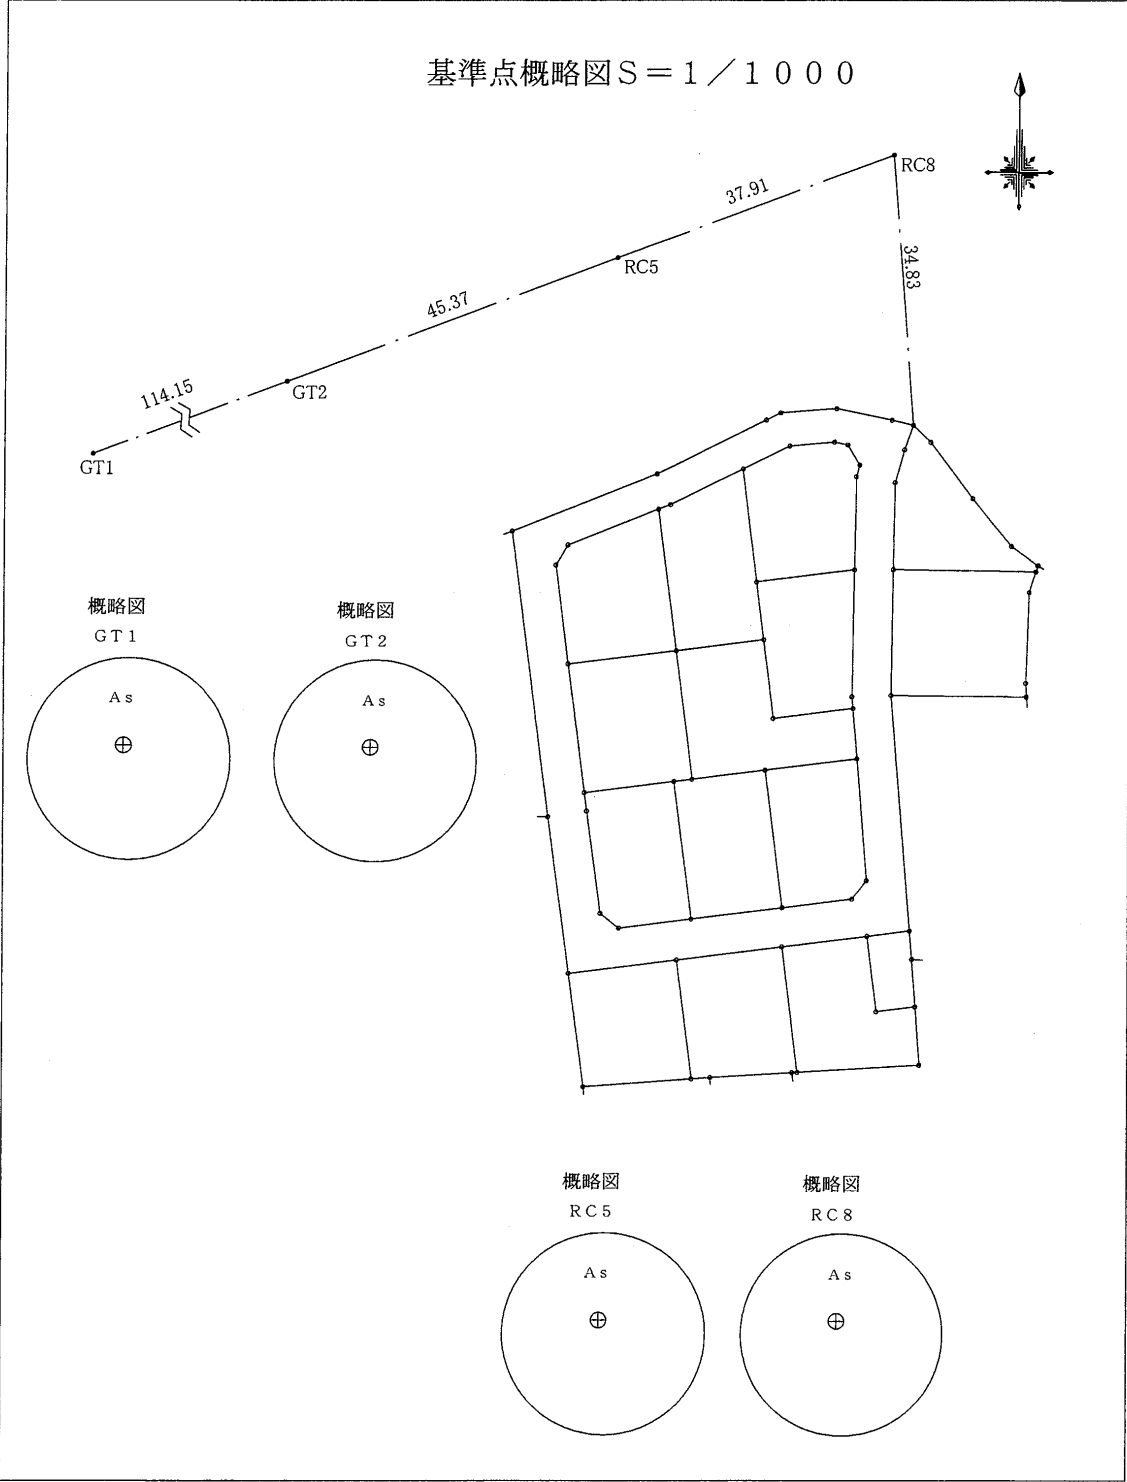 基準点概略図Ｓ＝１／１０００
RC8
37.91
34.83
RC5
45.37
GT2
114.15
GT1
概略図
ＧＴ１
Ａｓ
概略図
ＧＴ２
Ａｓ
概略図
ＲＣ５
Ａｓ
概略図
ＲＣ８
Ａｓ